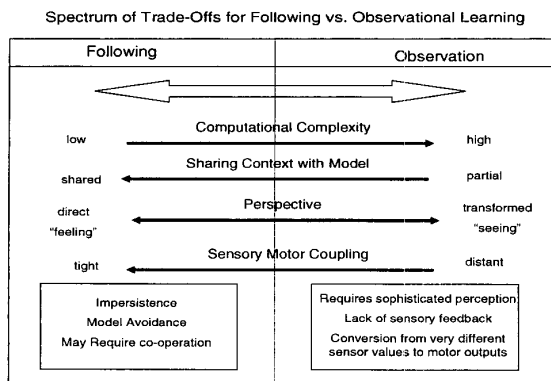 Spectrum of Trade-Offs for Following vs. Observational Learning
Following
Observation
Computational Complexity
low
high
Sharing Context with Model
shared
partial
Perspective
direct
"feeling"
transformed
"seeing"
Sensory Motor Coupling
tight
distant
Impersistence
Model Avoidance
May Require co-operation
Requires sophisticated perception
Lack of sensory feedback
Conversion from very different
sensor values to motor outputs